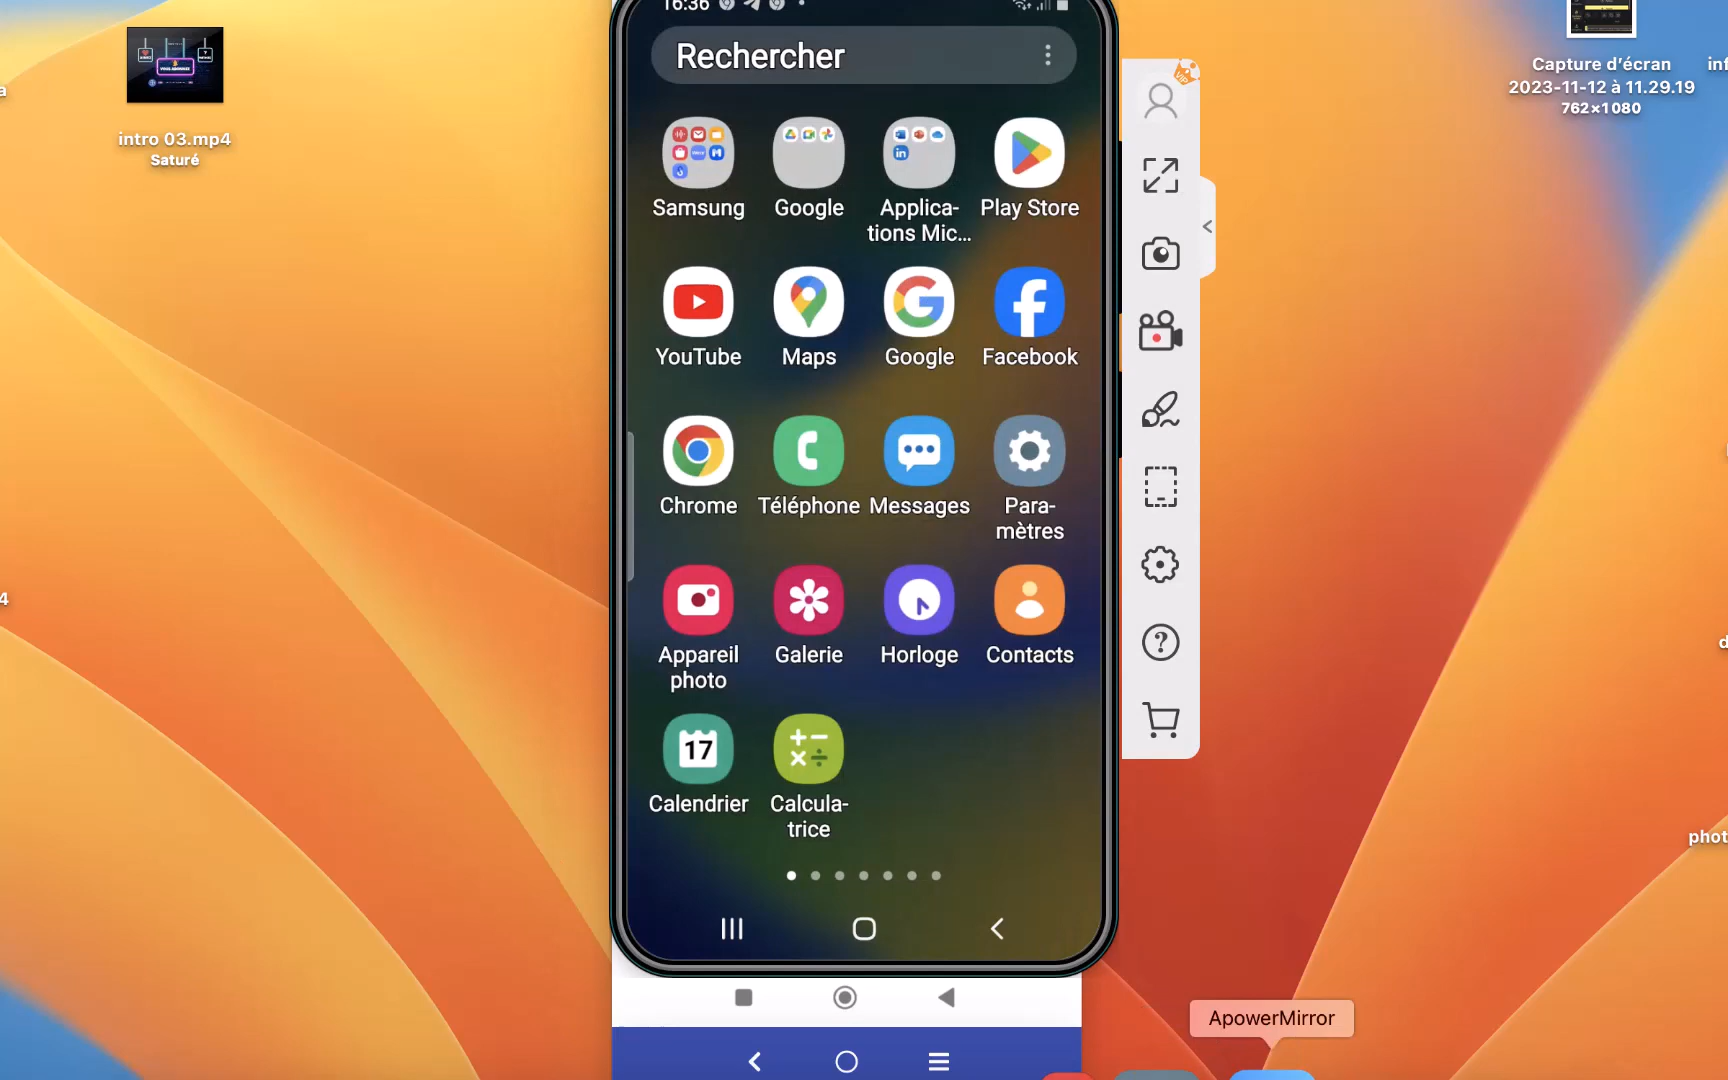 16:36
Rechercher
Samsung
Google
Applica-
tions Mic...
Play Store
YouTube
Maps
Google
Facebook
Chrome
Téléphone
Messages
Para-
mètres
Appareil
photo
Galerie
Horloge
Contacts
17
Calendrier
Calcula-
trice
intro 03.mp4
Saturé
VIP
Capture d'écran
2023-11-12 à 11.29.19
762×1080
ApowerMirror